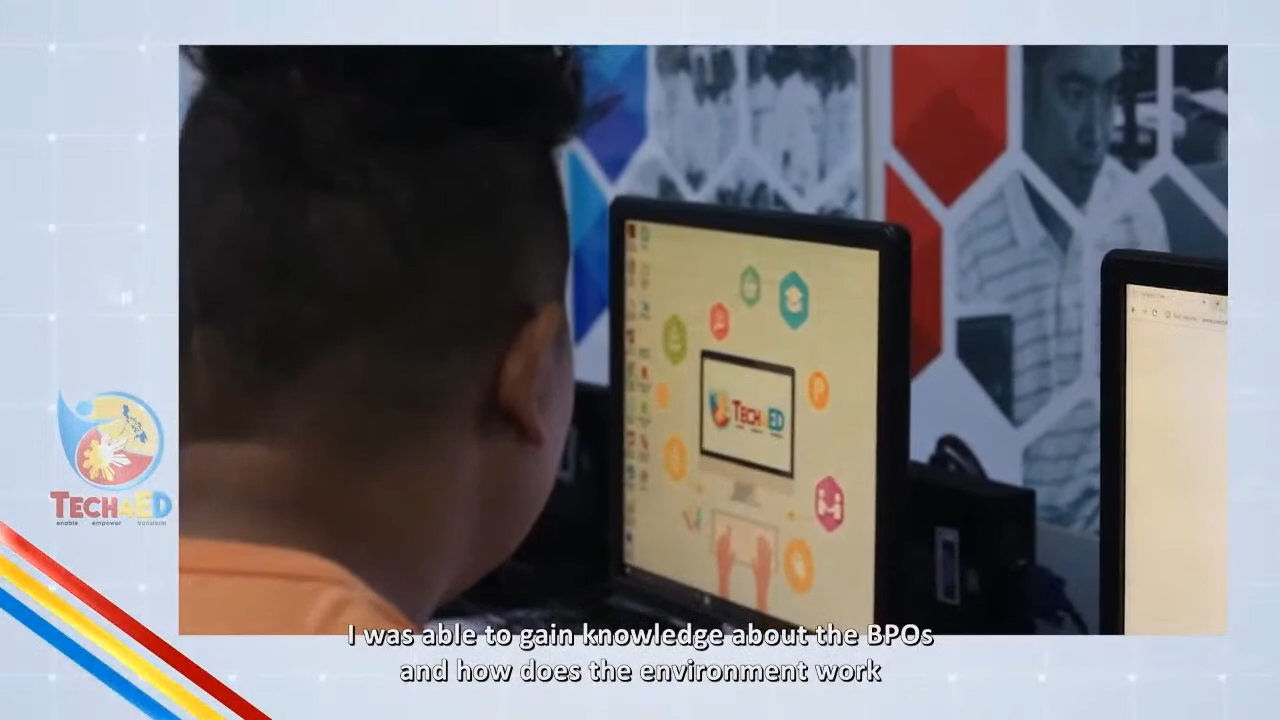 TECH4ED
TECH4ED
enable empower transform
I was able to gain knowledge about the BPOs
and how does the environment work